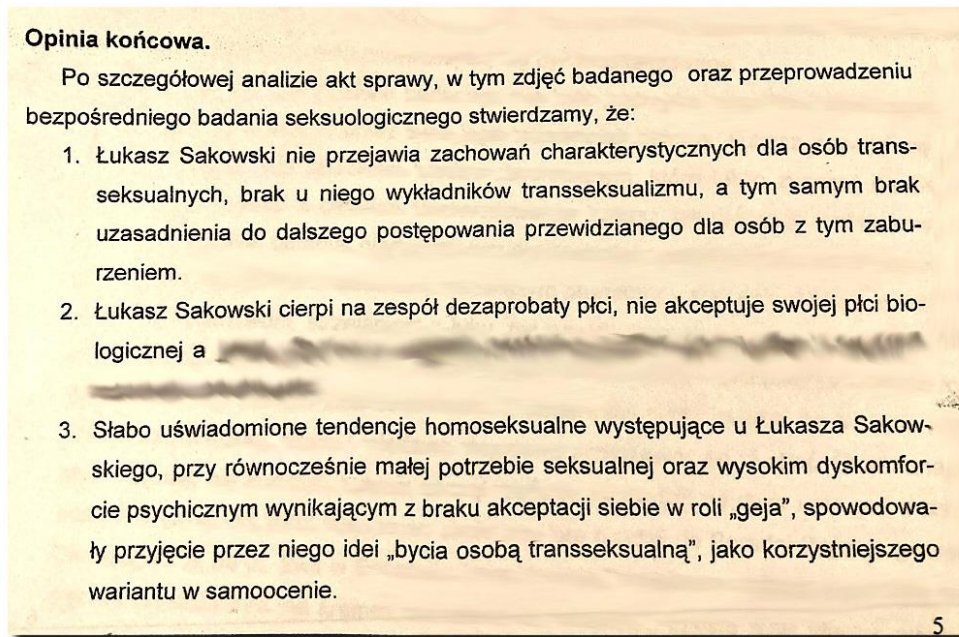 Opinia końcowa.
Po szczegółowej analizie akt sprawy, w tym zdjęć badanego oraz przeprowadzeniu
bezpośredniego badania seksuologicznego stwierdzamy, że:
1. Łukasz Sakowski nie przejawia zachowań charakterystycznych dla osób trans-
seksualnych, brak u niego wykładników transseksualizmu, a tym samym brak
uzasadnienia do dalszego postępowania przewidzianego dla osób z tym zabu-
rzeniem.
2. Łukasz Sakowski cierpi na zespół dezaprobaty płci, nie akceptuje swojej płci bio-
logicznej a
3. Słabo uświadomione tendencje homoseksualne występujące u Łukasza Sakow-
skiego, przy równocześnie małej potrzebie seksualnej oraz wysokim dyskomfor-
cie psychicznym wynikającym z braku akceptacji siebie w roli „geja”, spowodowa-
ły przyjęcie przez niego idei „bycia osobą transseksualną”, jako korzystniejszego
wariantu w samoocenie.
5